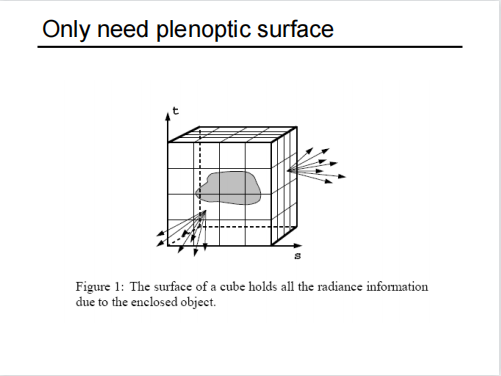 Only need plenoptic surface
t
s
Figure 1: The surface of a cube holds all the radiance information
due to the enclosed object.